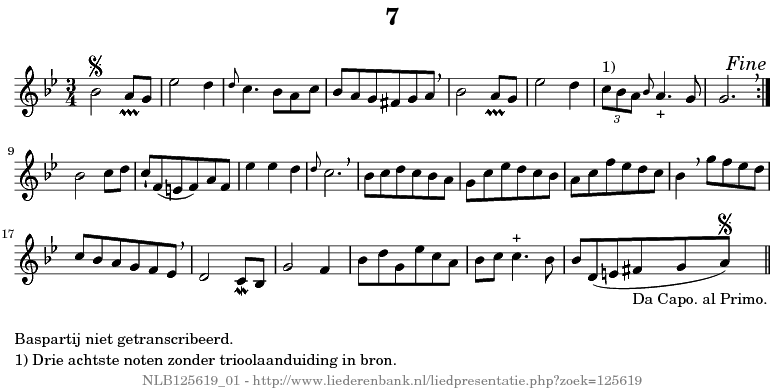 7
Fine
1)
3
+
9
17
+
Da Capo. al Primo.
Baspartij niet getranscribeerd.
1) Drie achtste noten zonder trioolaanduiding in bron.
NLB125619_01 - http://www.liederenbank.nl/liedpresentatie.php?zoek=125619